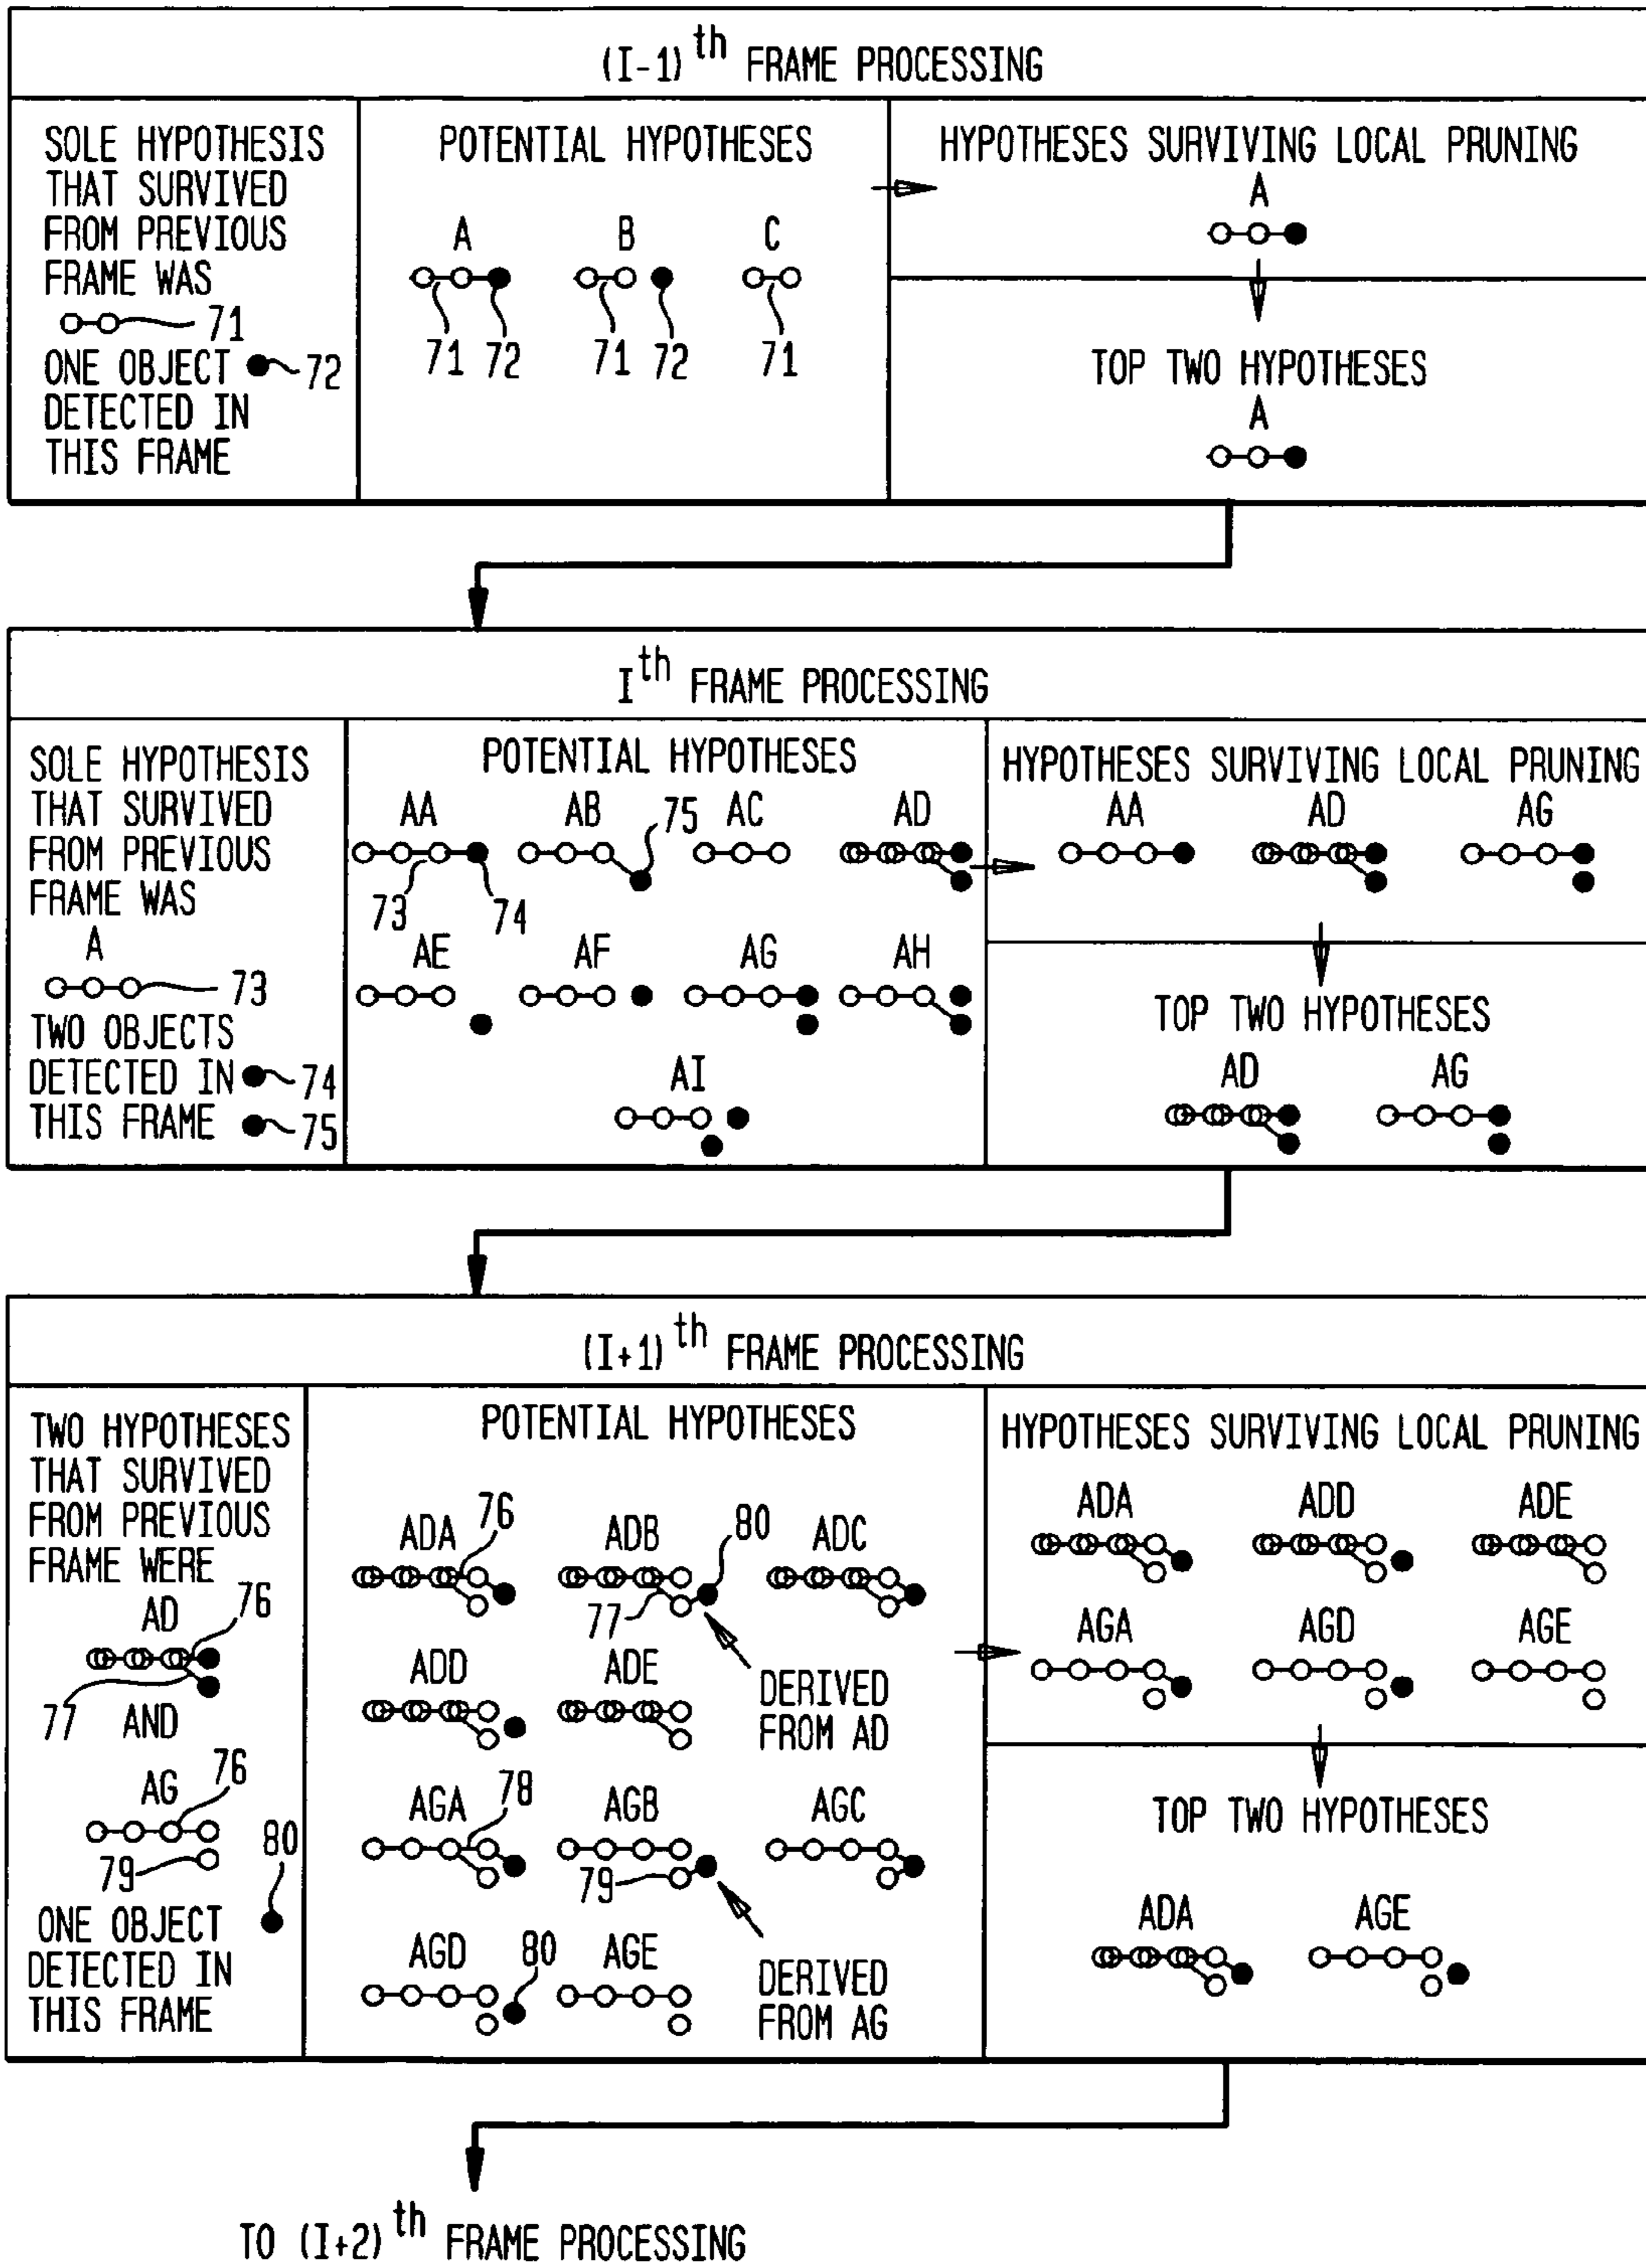 (I-1)th FRAME PROCESSING
SOLE HYPOTHESIS
THAT SURVIVED
FROM PREVIOUS
FRAME WAS
71
ONE OBJECT 72
DETECTED IN
THIS FRAME
POTENTIAL HYPOTHESES
A B C
71 72 71 72 71
HYPOTHESES SURVIVING LOCAL PRUNING
A
TOP TWO HYPOTHESES
A
Ith FRAME PROCESSING
SOLE HYPOTHESIS
THAT SURVIVED
FROM PREVIOUS
FRAME WAS
A
73
TWO OBJECTS
DETECTED IN 74
THIS FRAME 75
POTENTIAL HYPOTHESES
AA AB 75 AC AD
73 74
AE AF AG AH
AI
HYPOTHESES SURVIVING LOCAL PRUNING
AA AD AG
TOP TWO HYPOTHESES
AD AG
(I+1)th FRAME PROCESSING
TWO HYPOTHESES
THAT SURVIVED
FROM PREVIOUS
FRAME WERE
AD 76
77 AND
AG 76
79 80
ONE OBJECT
DETECTED IN
THIS FRAME
POTENTIAL HYPOTHESES
ADA 76 ADB 80 ADC
77
ADD ADE DERIVED
FROM AD
AGA 78 AGB AGC
79
AGD 80 AGE DERIVED
FROM AG
HYPOTHESES SURVIVING LOCAL PRUNING
ADA ADD ADE
AGA AGD AGE
TOP TWO HYPOTHESES
ADA AGE
TO (I+2)th FRAME PROCESSING